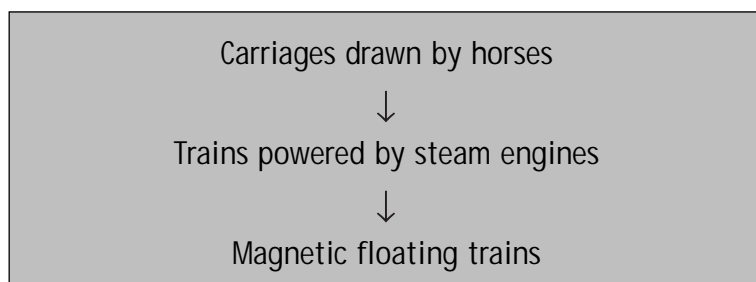 Carriages drawn by horses
↓
Trains powered by steam engines
↓
Magnetic floating trains